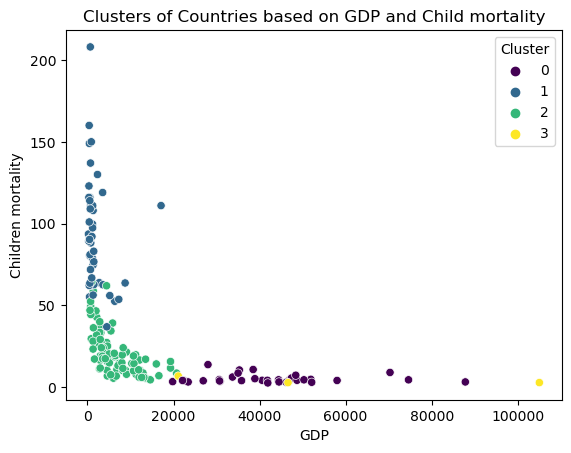 Clusters of Countries based on GDP and Child mortality
Cluster
0
1
2
3
200
150
100
50
0
Children mortality
0 20000 40000 60000 80000 100000
GDP